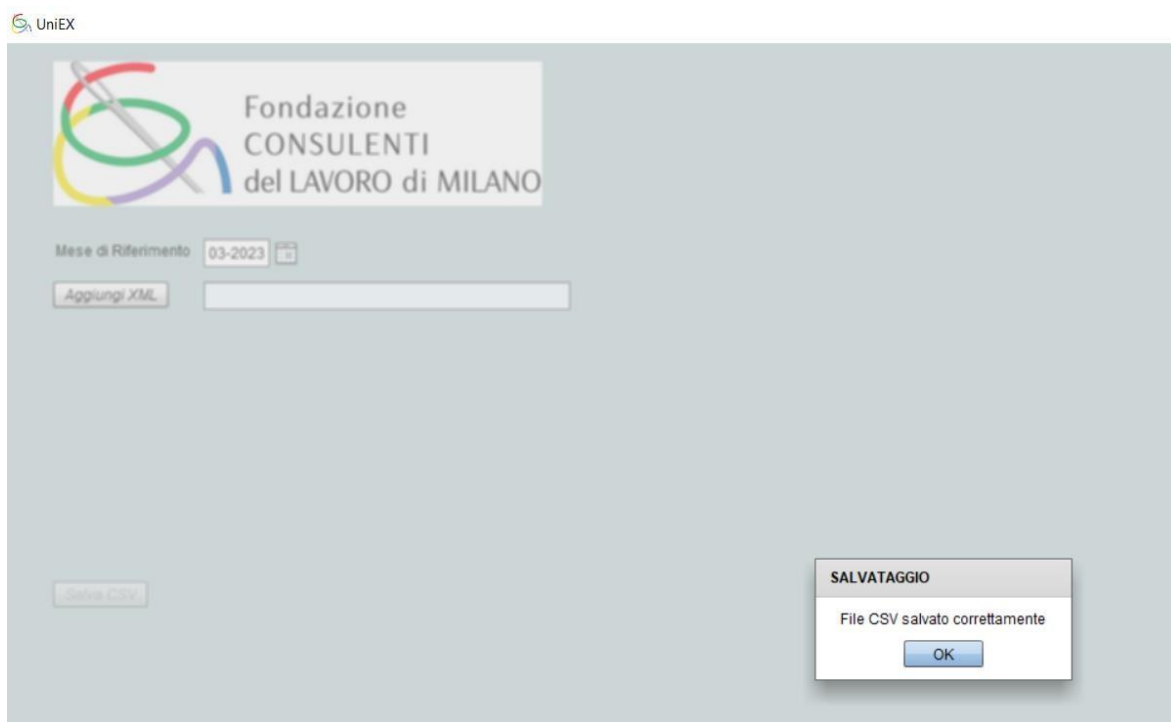 UniEX
Fondazione
CONSULENTI
del LAVORO di MILANO
Mese di Riferimento 03-2023
Aggiungi XML
Salva CSV
SALVATAGGIO
File CSV salvato correttamente
OK